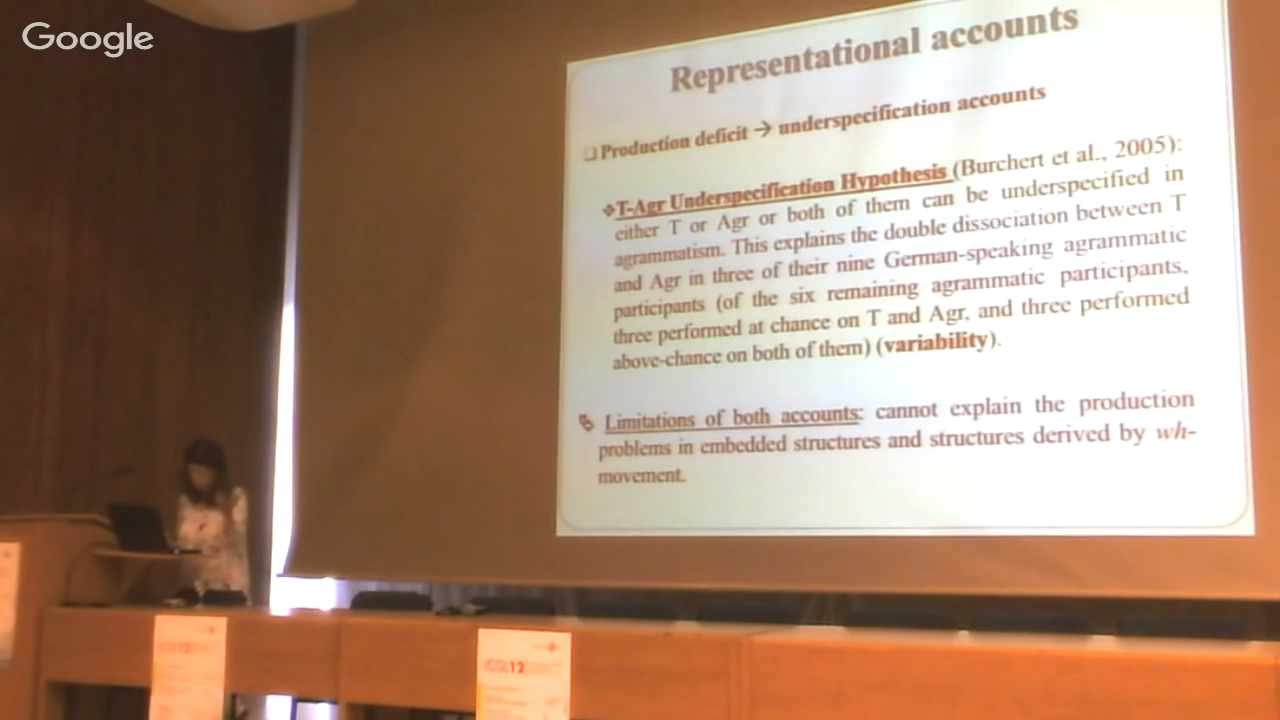 Google
Representational accounts
❑ Production deficit → underspecification accounts
❖T-Agr Underspecification Hypothesis (Burchert et al., 2005):
either T or Agr or both of them can be underspecified in
agrammatism. This explains the double dissociation between T
and Agr in three of their nine German-speaking agrammatic
participants (of the six remaining agrammatic participants,
three performed at chance on T and Agr, and three performed
above-chance on both of them) (variability).
Limitations of both accounts: cannot explain the production
problems in embedded structures and structures derived by wh-
movement.
ICGL12
ICGL12